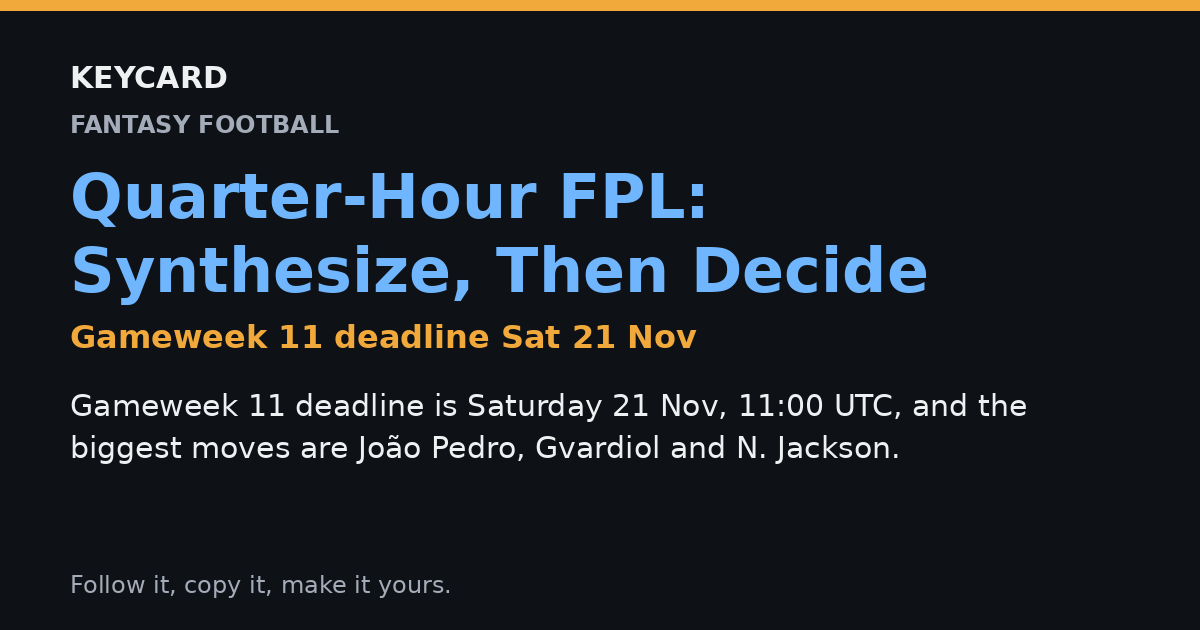 KEYCARD
FANTASY FOOTBALL
Quarter-Hour FPL:
Synthesize, Then Decide
Gameweek 11 deadline Sat 21 Nov
Gameweek 11 deadline is Saturday 21 Nov, 11:00 UTC, and the
biggest moves are João Pedro, Gvardiol and N. Jackson.
Follow it, copy it, make it yours.